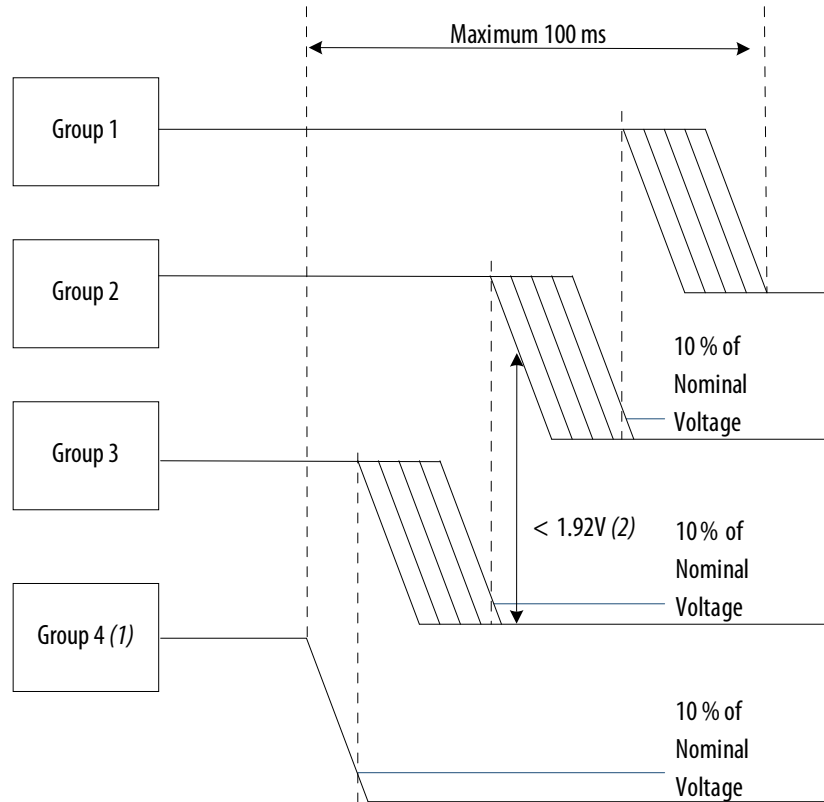 Maximum 100 ms
Group 1
Group 2
10 % of
Nominal
Voltage
Group 3
< 1.92V (2)
10 % of
Nominal
Voltage
Group 4 (1)
10 % of
Nominal
Voltage